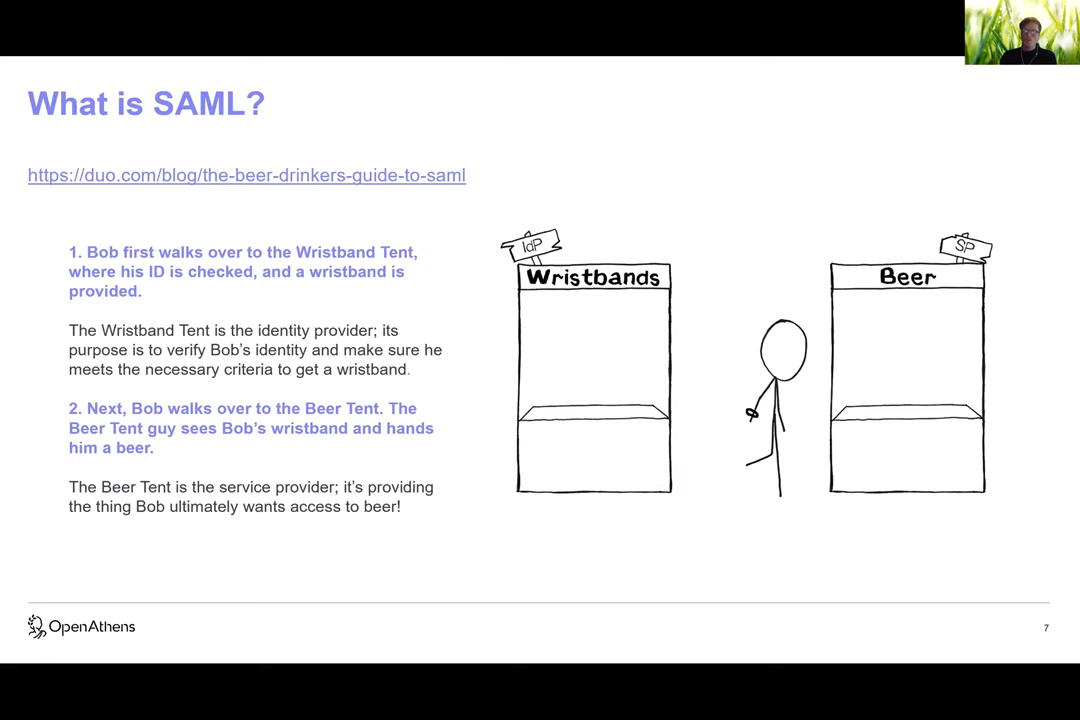 What is SAML?
https://duo.com/blog/the-beer-drinkers-guide-to-saml
1. Bob first walks over to the Wristband Tent,
where his ID is checked, and a wristband is
provided.
The Wristband Tent is the identity provider; its
purpose is to verify Bob's identity and make sure he
meets the necessary criteria to get a wristband.
2. Next, Bob walks over to the Beer Tent. The
Beer Tent guy sees Bob's wristband and hands
him a beer.
The Beer Tent is the service provider; it's providing
the thing Bob ultimately wants access to beer!
IdP
Wristbands
SP
Beer
OpenAthens
7